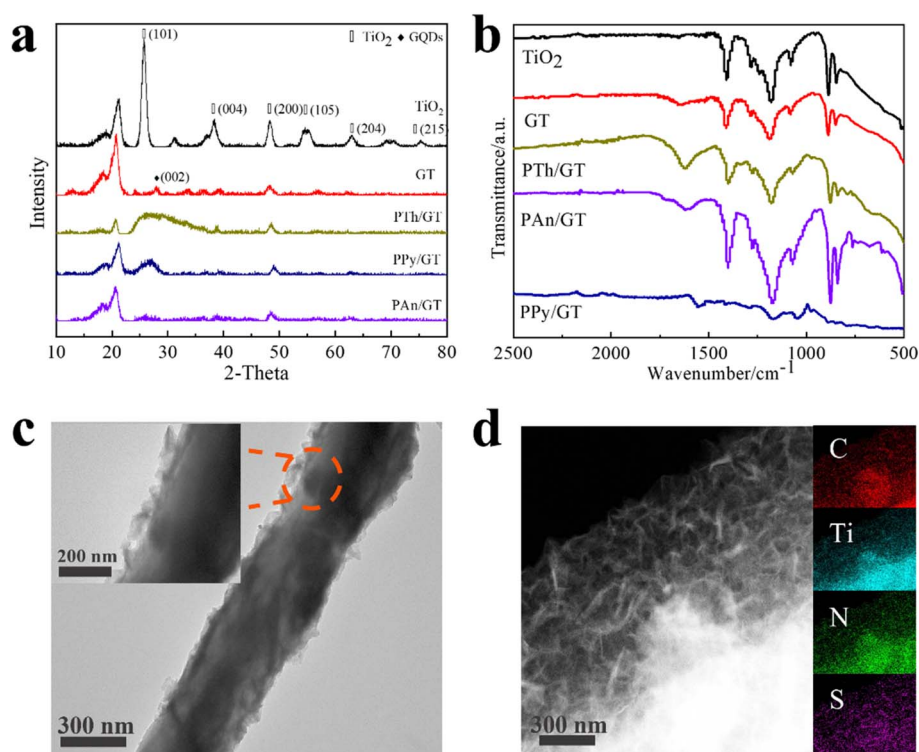 a
▯ (101)
▯ TiO2 ◆ GQDs
▯ (004)
▯ (200)
▯ (105)
▯ (204)
▯ (215)
TiO2
◆ (002)
GT
PTh/GT
PPy/GT
PAn/GT
Intensity
10 20 30 40 50 60 70 80
2-Theta
b
TiO2
GT
PTh/GT
PAn/GT
PPy/GT
Transmittance/a.u.
2500 2000 1500 1000 500
Wavenumber/cm-1
c
200 nm
300 nm
d
C
Ti
N
S
300 nm